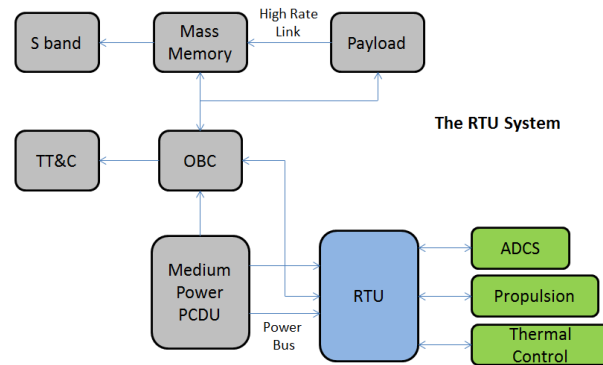 High Rate
Link
S band
Mass
Memory
Payload
The RTU System
TT&C
OBC
Medium
Power
PCDU
Power
Bus
RTU
ADCS
Propulsion
Thermal
Control